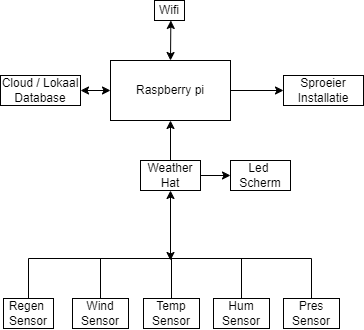 Wifi
Cloud / Lokaal
Database
Raspberry pi
Sproeier
Installatie
Weather
Hat
Led
Scherm
Regen
Sensor
Wind
Sensor
Temp
Sensor
Hum
Sensor
Pres
Sensor